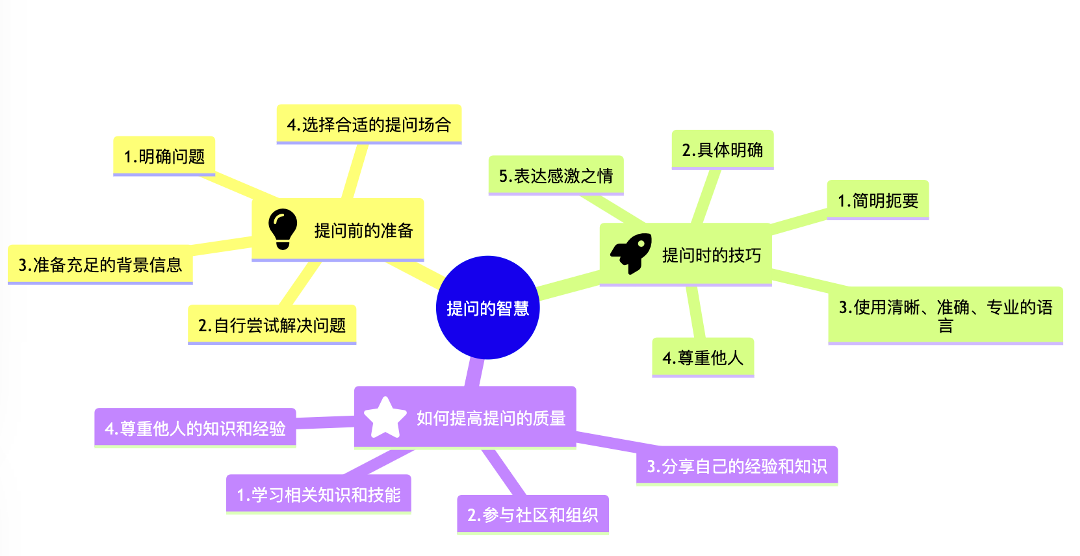 提问的智慧
提问前的准备
1.明确问题
2.自行尝试解决问题
3.准备充足的背景信息
4.选择合适的提问场合
提问时的技巧
1.简明扼要
2.具体明确
3.使用清晰、准确、专业的语
言
4.尊重他人
5.表达感激之情
如何提高提问的质量
1.学习相关知识和技能
2.参与社区和组织
3.分享自己的经验和知识
4.尊重他人的知识和经验